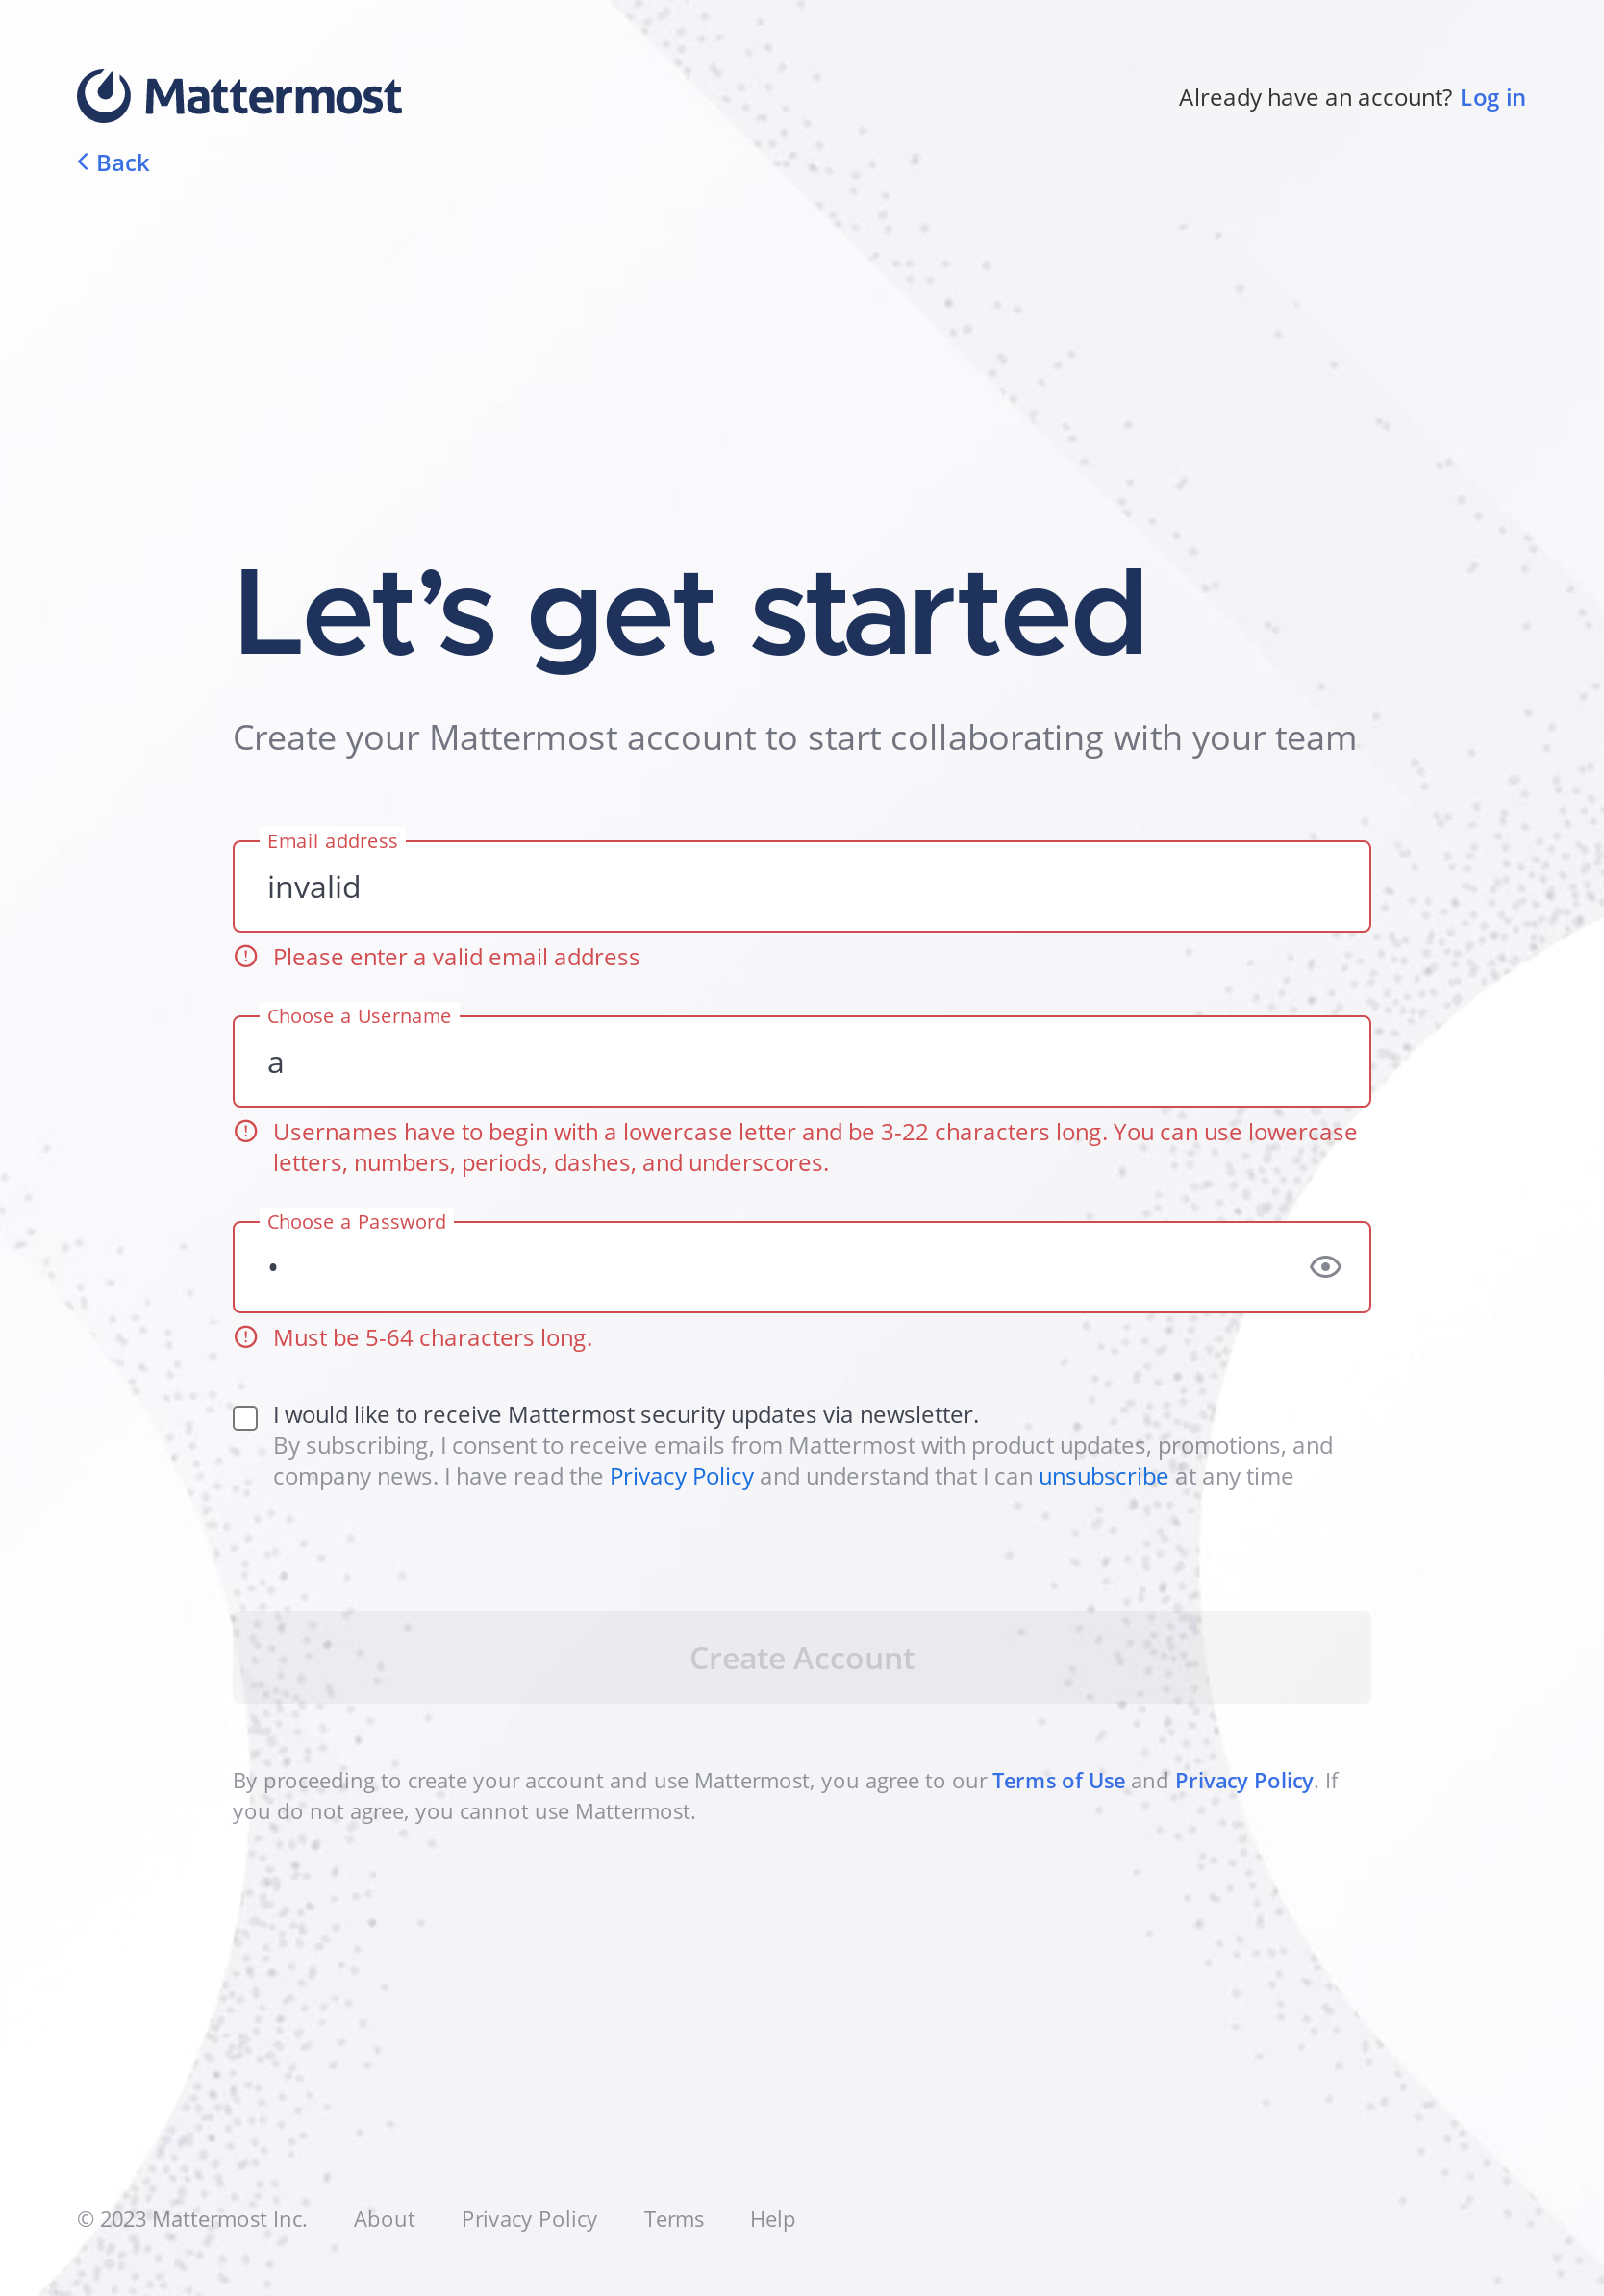 Mattermost
Already have an account? Log in
Back
Let’s get started
Create your Mattermost account to start collaborating with your team
Email address
invalid
Please enter a valid email address
Choose a Username
a
Usernames have to begin with a lowercase letter and be 3-22 characters long. You can use lowercase
letters, numbers, periods, dashes, and underscores.
Choose a Password
•
Must be 5-64 characters long.
I would like to receive Mattermost security updates via newsletter.
By subscribing, I consent to receive emails from Mattermost with product updates, promotions, and
company news. I have read the Privacy Policy and understand that I can unsubscribe at any time
Create Account
By proceeding to create your account and use Mattermost, you agree to our Terms of Use and Privacy Policy. If
you do not agree, you cannot use Mattermost.
© 2023 Mattermost Inc. About Privacy Policy Terms Help